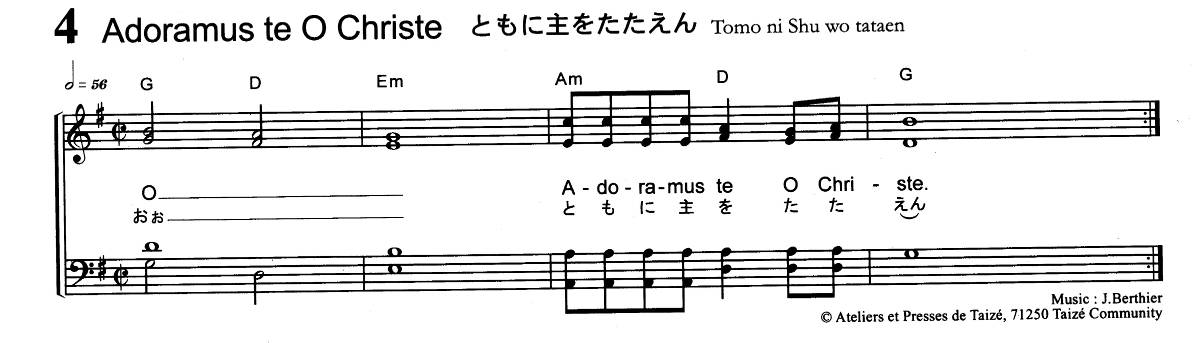 4 Adoramus te O Christe ともに主をたたえん Tomo ni Shu wo tataen
= 56 G D Em Am D G
O A - do - ra - mus te O Chri - ste.
おぉ と も に 主 を た た えん
Music : J.Berthier
© Ateliers et Presses de Taizé, 71250 Taizé Community